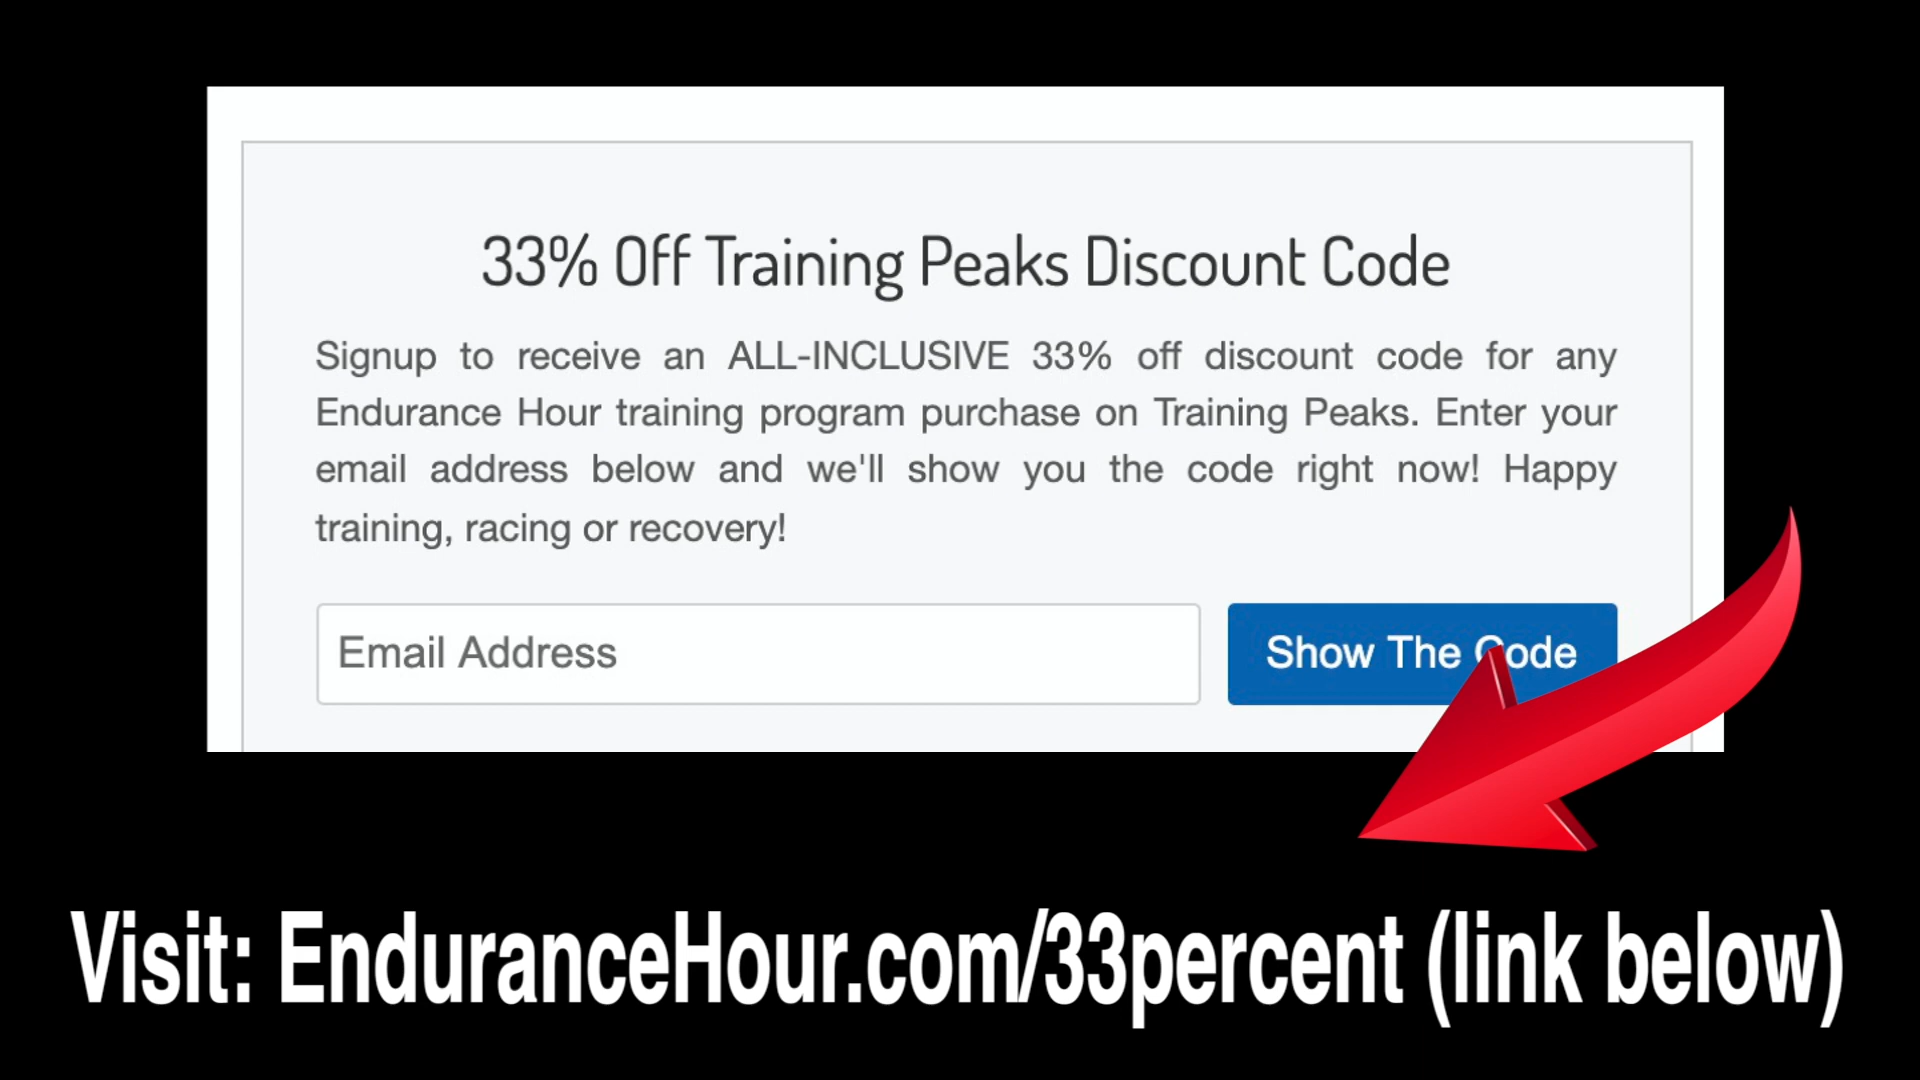 33% Off Training Peaks Discount Code
Signup to receive an ALL-INCLUSIVE 33% off discount code for any
Endurance Hour training program purchase on Training Peaks. Enter your
email address below and we'll show you the code right now! Happy
training, racing or recovery!
Email Address
Show The Code
Visit: EnduranceHour.com/33percent (link below)